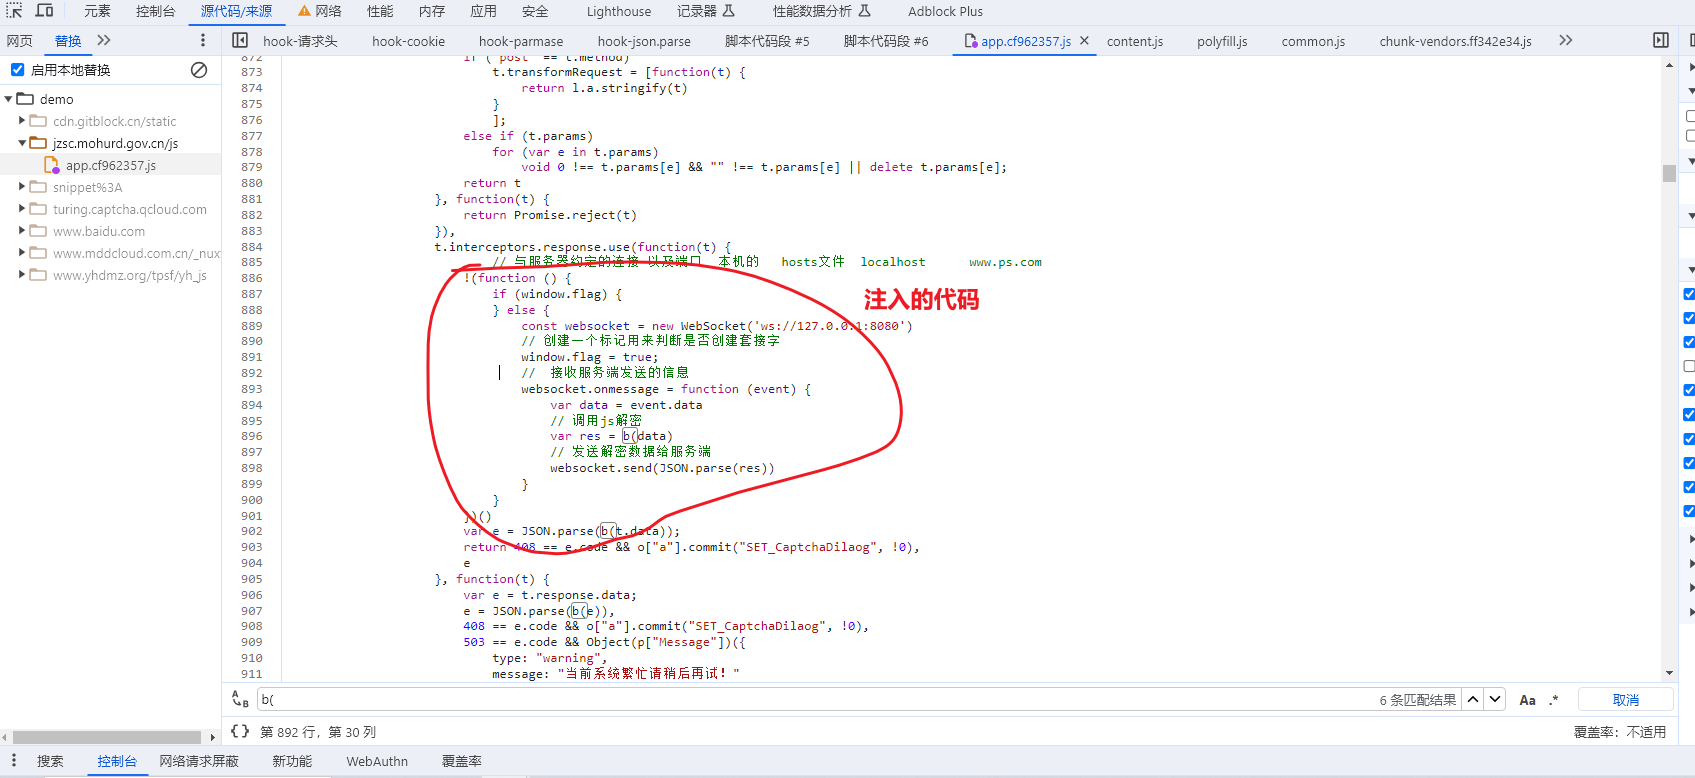 元素 控制台 源代码/来源 网络 性能 内存 应用 安全 Lighthouse 记录器 性能数据分析 Adblock Plus
网页 替换 hook-请求头 hook-cookie hook-parmase hook-json.parse 脚本代码段 #5 脚本代码段 #6 app.cf962357.js content.js polyfill.js common.js chunk-vendors.ff342e34.js
启用本地替换
demo
cdn.gitblock.cn/static
jzsc.mohurd.gov.cn/js
app.cf962357.js
snippet%3A
turing.captcha.qcloud.com
www.baidu.com
www.mddcloud.com.cn/_nux
www.yhdmz.org/tpsf/yh_js
872 if ("post" == t.method)
873 t.transformRequest = [function(t) {
874 return l.a.stringify(t)
875 }
876 ];
877 else if (t.params)
878 for (var e in t.params)
879 void 0 !== t.params[e] && "" !== t.params[e] || delete t.params[e];
880 return t
881 }, function(t) {
882 return Promise.reject(t)
883 }),
884 t.interceptors.response.use(function(t) {
885 // 与服务器约定的连接 以及端口 本机的 hosts文件 localhost www.ps.com
886 !(function () {
887 if (window.flag) {
888 } else {
889 const websocket = new WebSocket('ws://127.0.0.1:8080')
890 // 创建一个标记用来判断是否创建套接字
891 window.flag = true;
892 // 接收服务端发送的信息
893 websocket.onmessage = function (event) {
894 var data = event.data
895 // 调用js解密
896 var res = b(data)
897 // 发送解密数据给服务端
898 websocket.send(JSON.parse(res))
899 }
900 }
901 })()
902 var e = JSON.parse(b(t.data));
903 return 408 == e.code && o["a"].commit("SET_CaptchaDilaog", !0),
904 e
905 }, function(t) {
906 var e = t.response.data;
907 e = JSON.parse(b(e)),
908 408 == e.code && o["a"].commit("SET_CaptchaDilaog", !0),
909 503 == e.code && Object(p["Message"])({
910 type: "warning",
911 message: "当前系统繁忙请稍后再试！"
注入的代码
b( 6 条匹配结果 Aa .* 取消
{} 第 892 行，第 30 列 覆盖率：不适用
搜索 控制台 网络请求屏蔽 新功能 WebAuthn 覆盖率